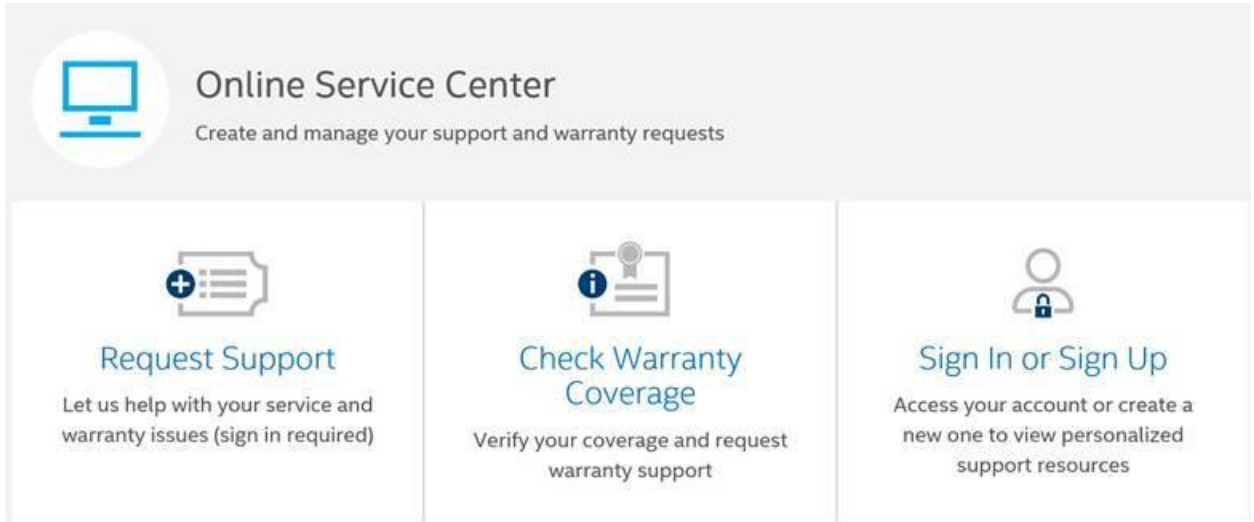 Online Service Center
Create and manage your support and warranty requests
Request Support
Let us help with your service and
warranty issues (sign in required)
Check Warranty
Coverage
Verify your coverage and request
warranty support
Sign In or Sign Up
Access your account or create a
new one to view personalized
support resources